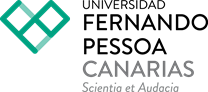 UNIVERSIDAD
FERNANDO
PESSOA
CANARIAS
Scientia et Audacia